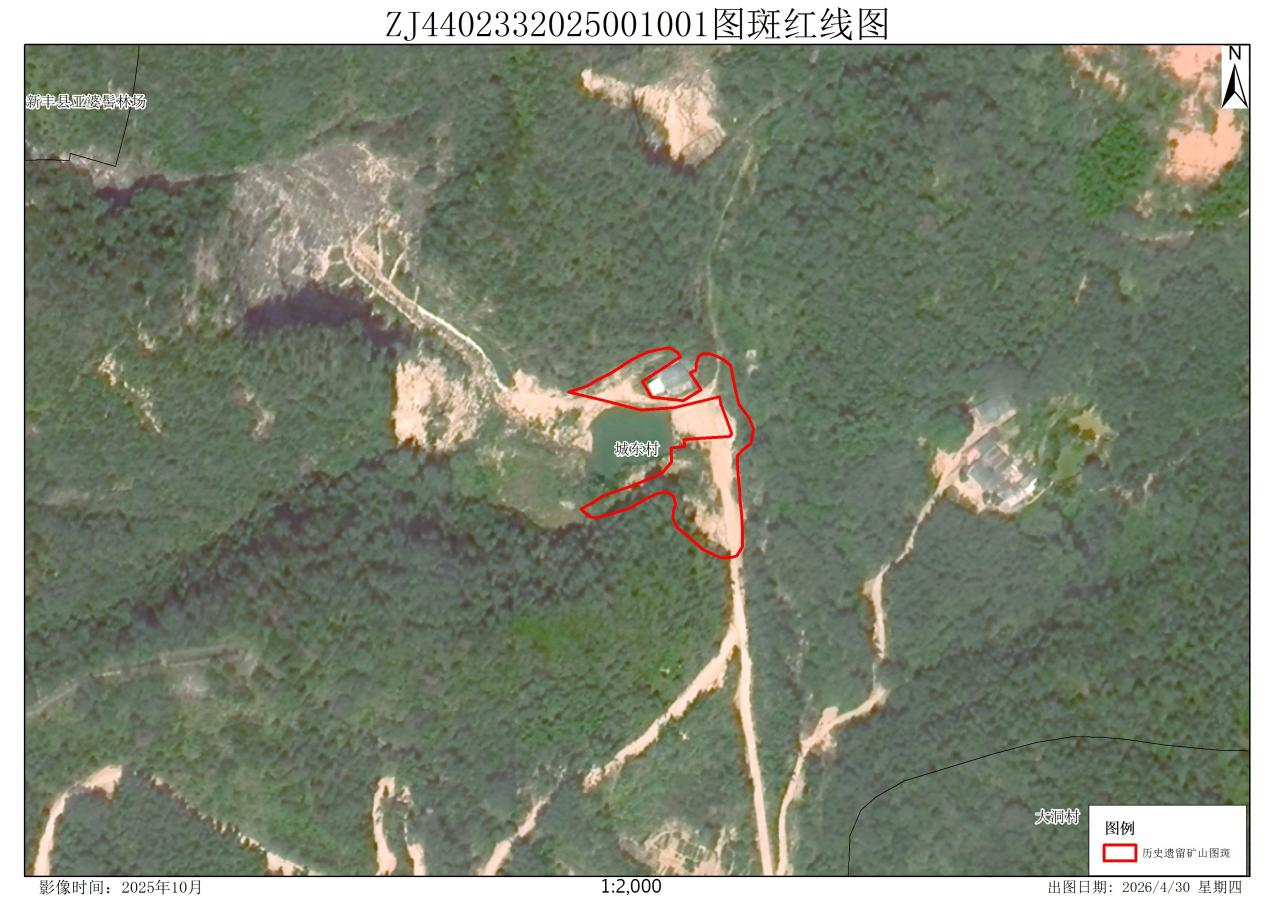 ZJ4402332025001001图斑红线图
N
新丰县亚婆髻林场
城东村
大洞村
图例
历史遗留矿山图斑
影像时间：2025年10月
1:2,000
出图日期: 2026/4/30 星期四